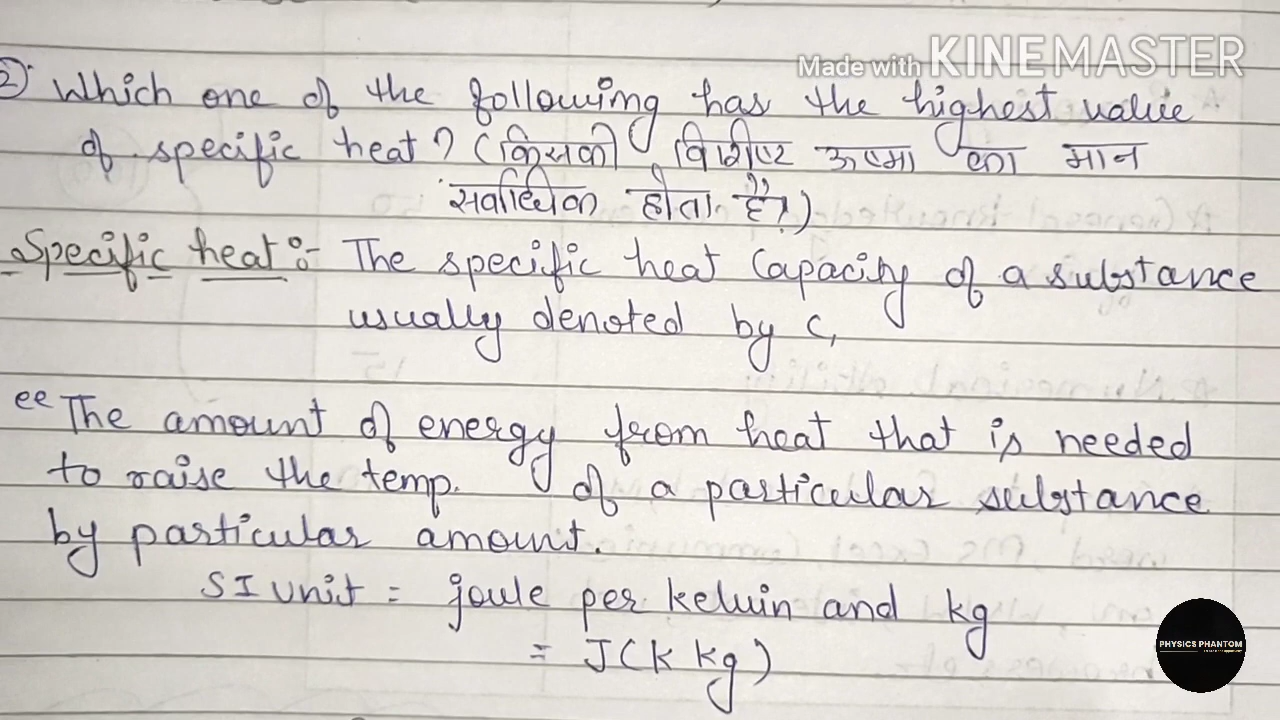 Made with KINEMASTER
② Which one of the following has the highest value
of specific heat? (किसकी विशिष्ट ऊष्मा का मान
सर्वाधिक होता है?)
Specific heat :- The specific heat Capacity of a substance
usually denoted by c,
"The amount of energy from heat that is needed
to raise the temp. of a particular substance
by particular amount.
SI Unit = joule per kelvin and kg
= J(K kg)
PHYSICS PHANTOM